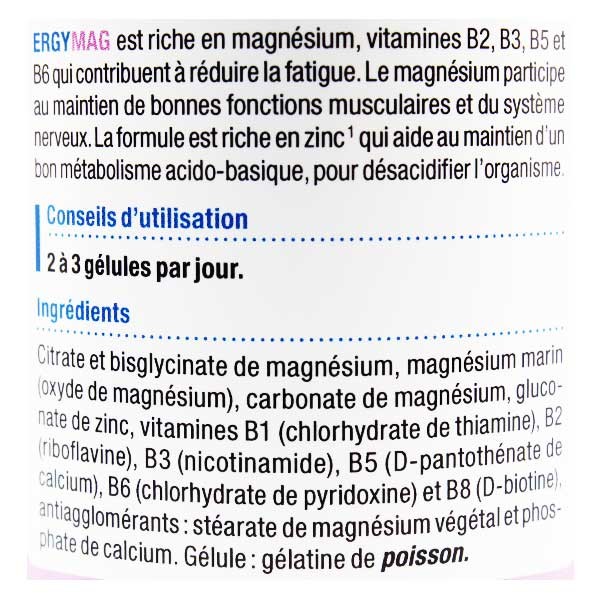 ERGYMAG est riche en magnésium, vitamines B2, B3, B5 et
B6 qui contribuent à réduire la fatigue. Le magnésium participe
au maintien de bonnes fonctions musculaires et du système
nerveux. La formule est riche en zinc¹ qui aide au maintien d'un
bon métabolisme acido-basique, pour désacidifier l'organisme.
Conseils d'utilisation
2 à 3 gélules par jour.
Ingrédients
Citrate et bisglycinate de magnésium, magnésium marin
(oxyde de magnésium), carbonate de magnésium, gluco-
nate de zinc, vitamines B1 (chlorhydrate de thiamine), B2
(riboflavine), B3 (nicotinamide), B5 (D-pantothénate de
calcium), B6 (chlorhydrate de pyridoxine) et B8 (D-biotine),
antiagglomérants : stéarate de magnésium végétal et phos-
phate de calcium. Gélule : gélatine de poisson.